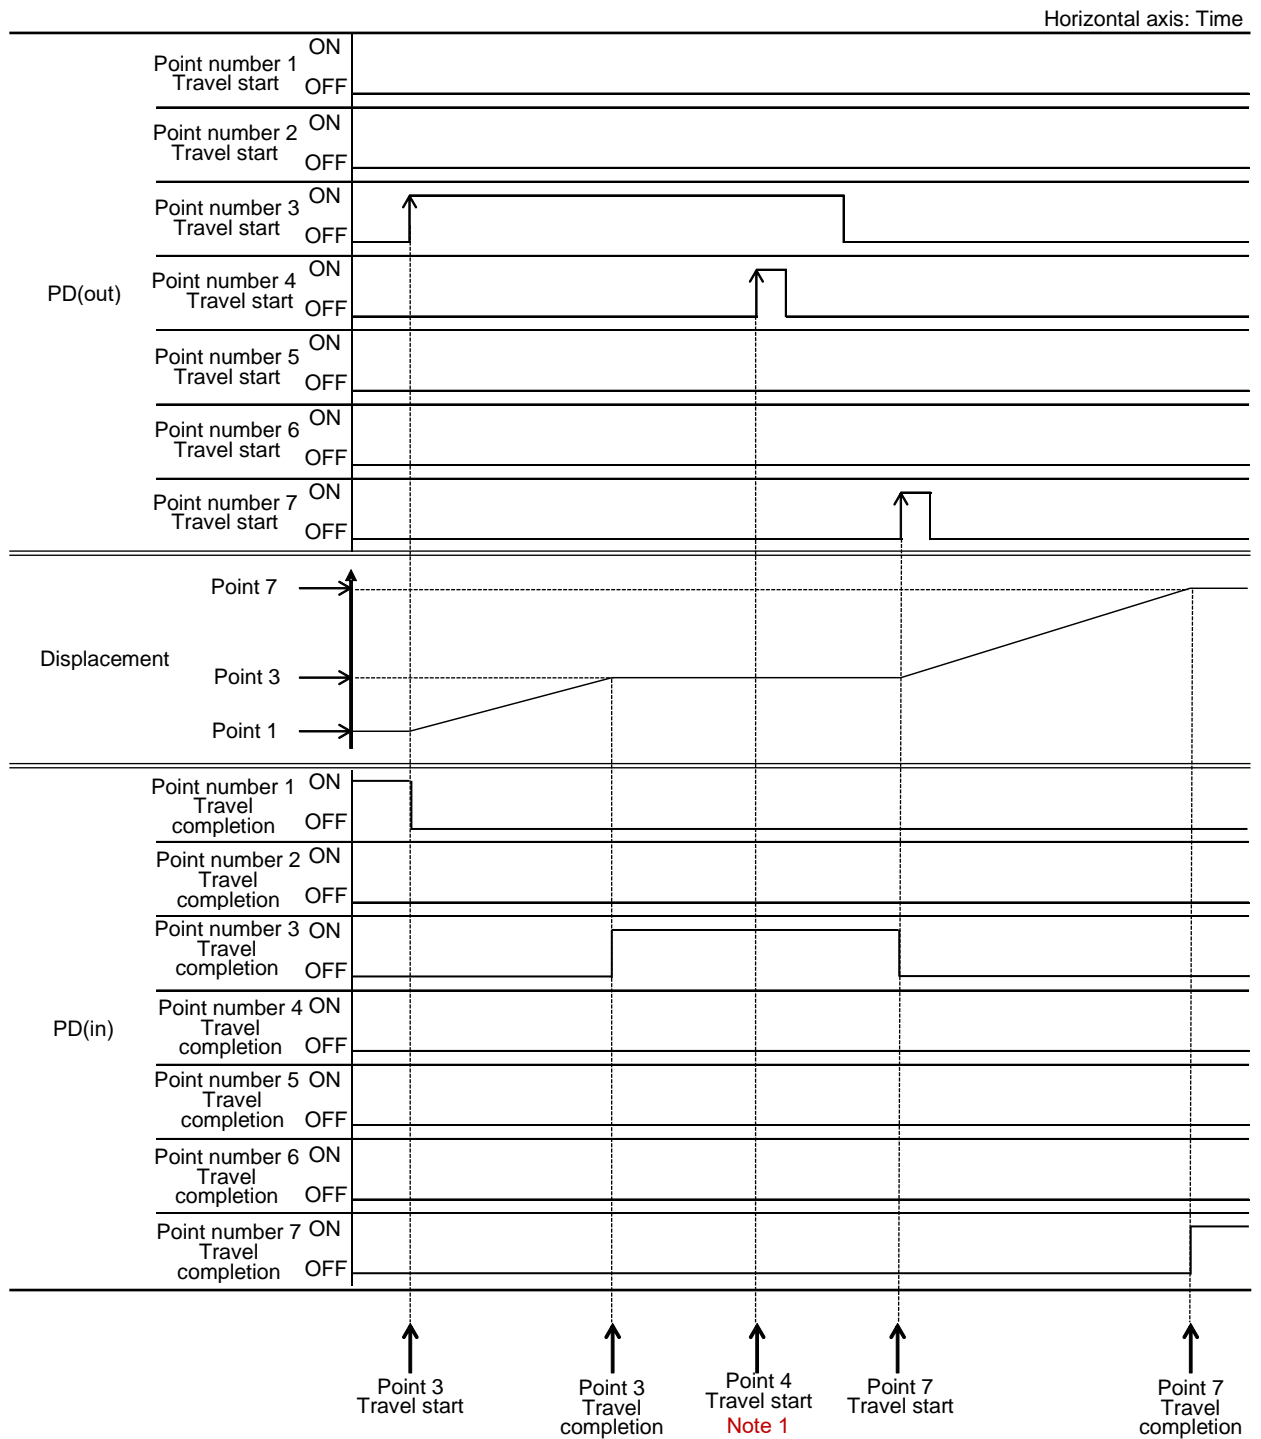 Horizontal axis: Time
PD(out)
Point number 1
Travel start
ON
OFF
Point number 2
Travel start
ON
OFF
Point number 3
Travel start
ON
OFF
Point number 4
Travel start
ON
OFF
Point number 5
Travel start
ON
OFF
Point number 6
Travel start
ON
OFF
Point number 7
Travel start
ON
OFF
Displacement
Point 7
Point 3
Point 1
PD(in)
Point number 1
Travel
completion
ON
OFF
Point number 2
Travel
completion
ON
OFF
Point number 3
Travel
completion
ON
OFF
Point number 4
Travel
completion
ON
OFF
Point number 5
Travel
completion
ON
OFF
Point number 6
Travel
completion
ON
OFF
Point number 7
Travel
completion
ON
OFF
Point 3
Travel start
Point 3
Travel
completion
Point 4
Travel start
Note 1
Point 7
Travel start
Point 7
Travel
completion